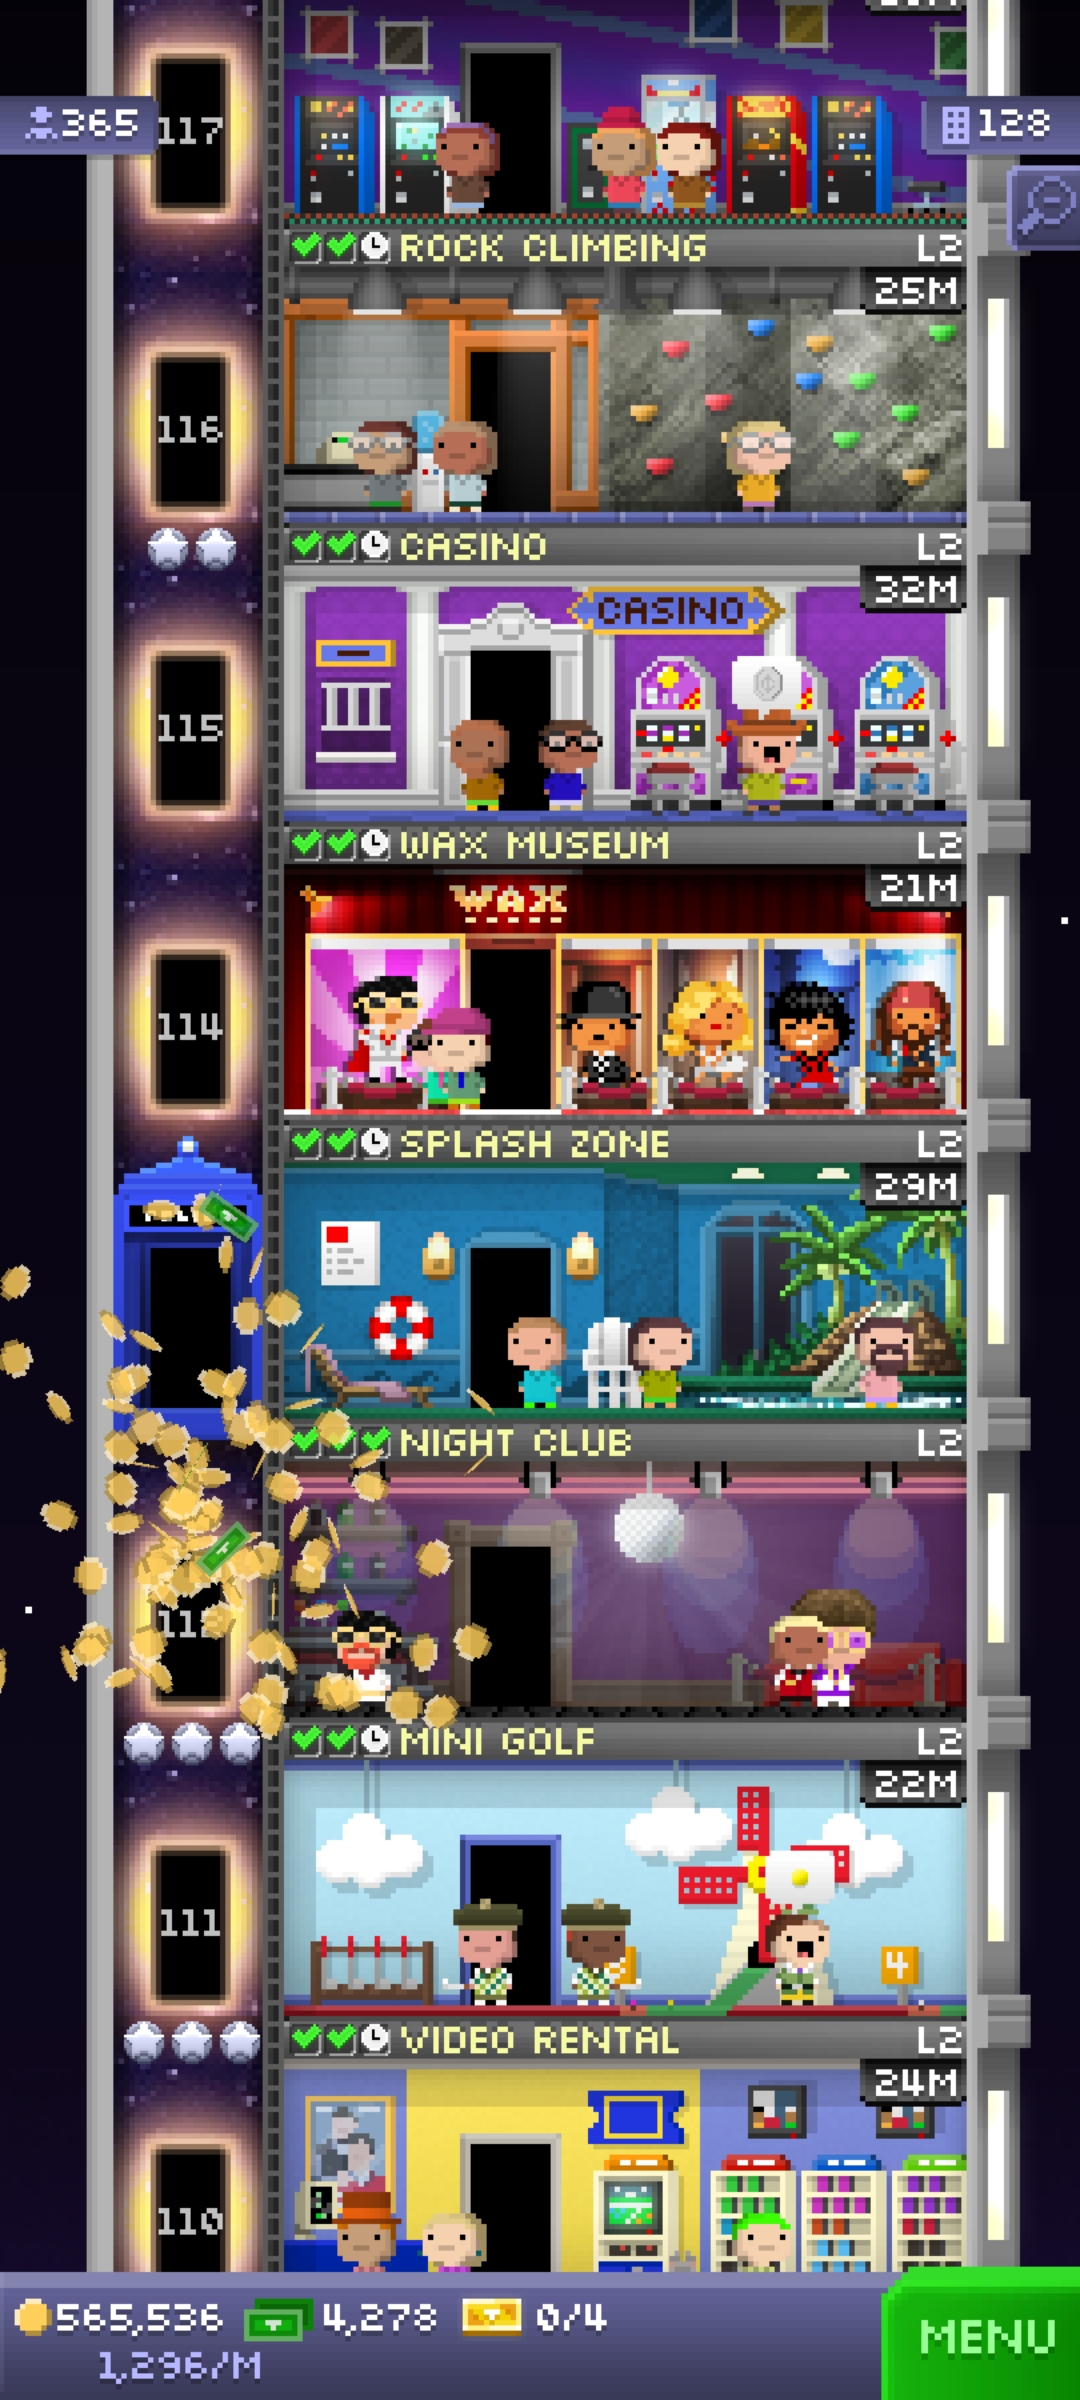 117
365
128
ROCK CLIMBING L2
25M
116
CASINO L2
32M
CASINO
115
WAX MUSEUM L2
21M
WAX
114
SPLASH ZONE L2
29M
NIGHT CLUB L2
MINI GOLF L2
22M
111
4
VIDEO RENTAL L2
24M
110
565,536 4,278 0/4
1,296/M
MENU